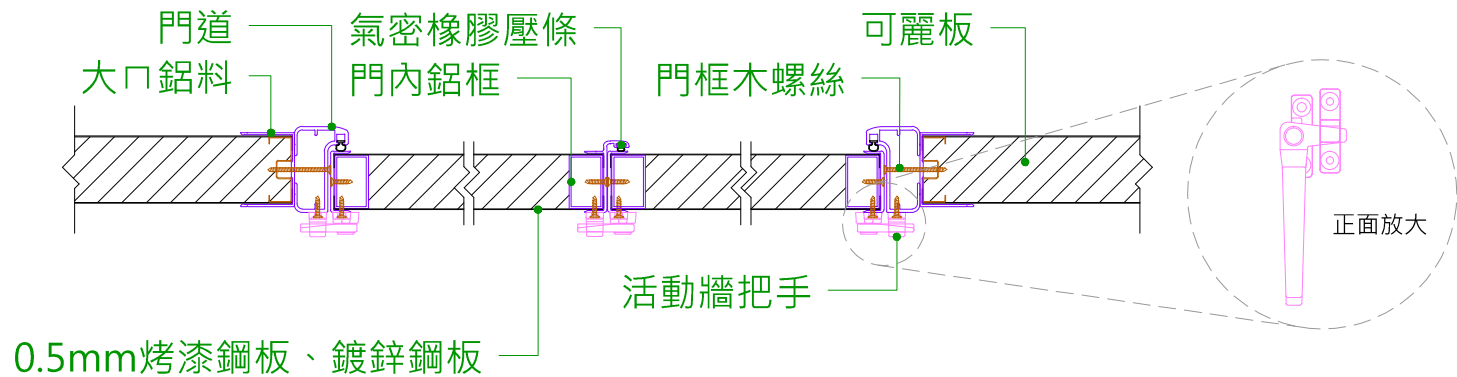 門道
氣密橡膠壓條
可麗板
大ㄇ鋁料
門內鋁框
門框木螺絲
正面放大
活動牆把手
0.5mm烤漆鋼板、鍍鋅鋼板